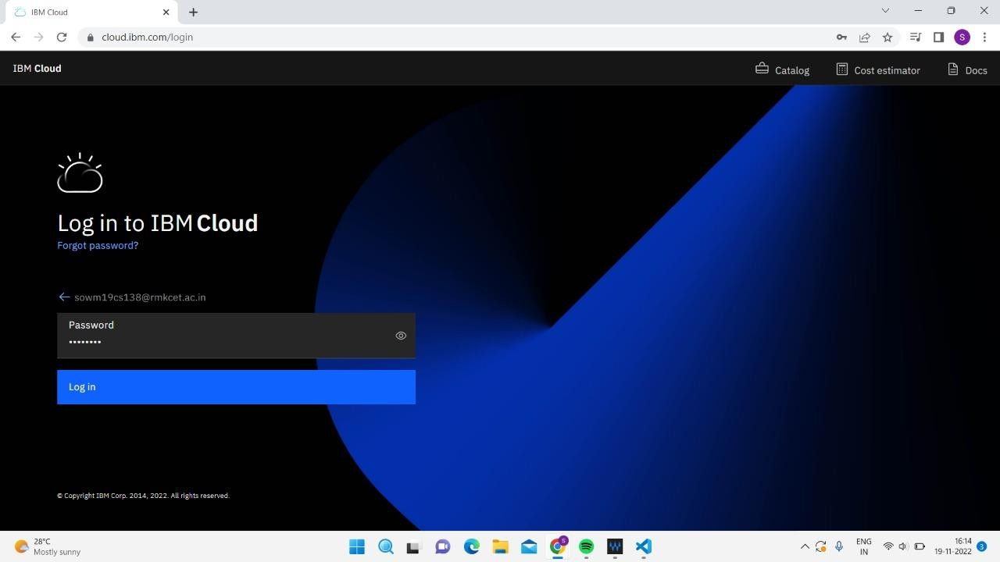 IBM Cloud
cloud.ibm.com/login
S
IBM Cloud
Catalog
Cost estimator
Docs
Log in to IBM Cloud
Forgot password?
sowm19cs138@rmkcet.ac.in
Password
••••••••
Log in
© Copyright IBM Corp. 2014, 2022. All rights reserved.
28°C
Mostly sunny
S
ENG
IN
16:14
19-11-2022
3